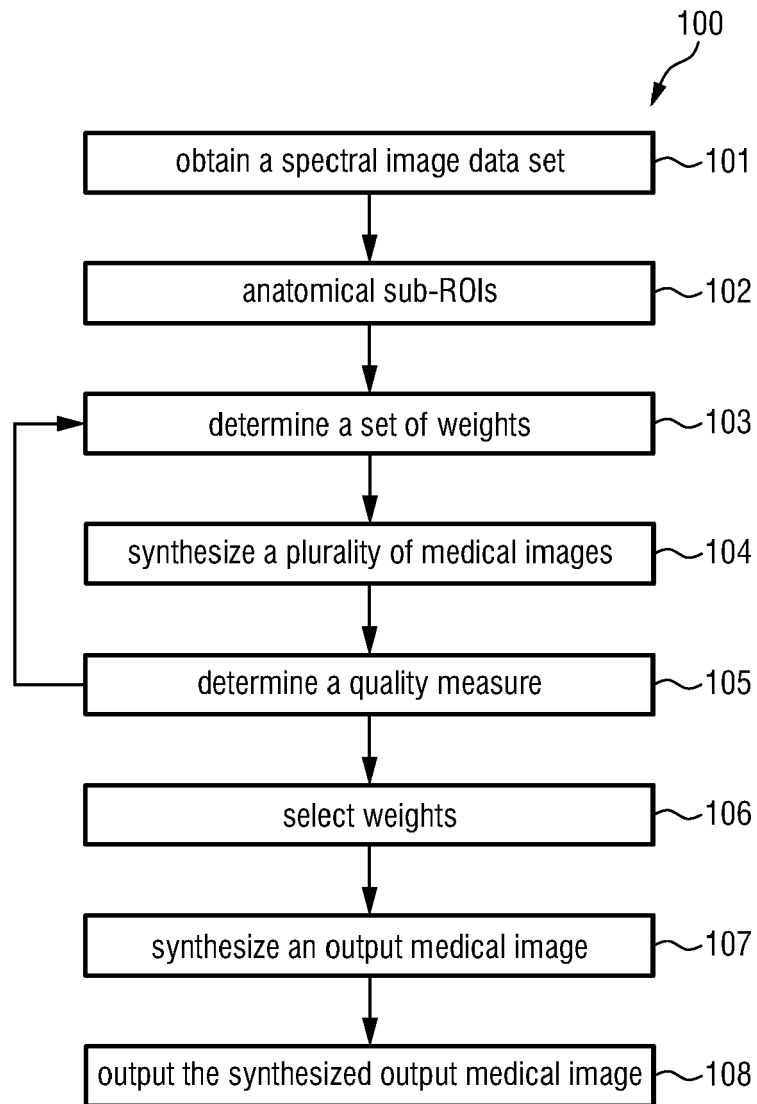 100
obtain a spectral image data set 101
anatomical sub-ROIs 102
determine a set of weights 103
synthesize a plurality of medical images 104
determine a quality measure 105
select weights 106
synthesize an output medical image 107
output the synthesized output medical image 108